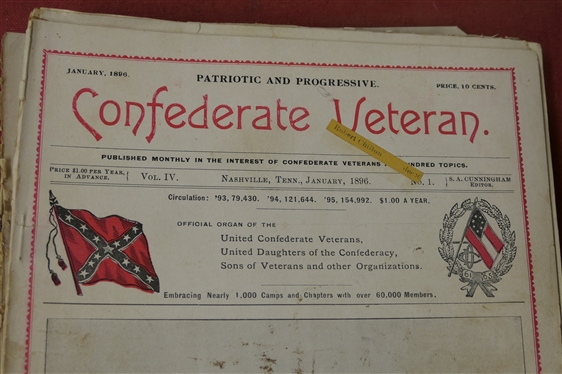 JANUARY, 1896.
PATRIOTIC AND PROGRESSIVE.
PRICE, 10 CENTS.
Confederate Veteran.
PUBLISHED MONTHLY IN THE INTEREST OF CONFEDERATE VETERANS NDRED TOPICS.
PRICE $1.00 PER YEAR, IN ADVANCE.
VOL. IV.
NASHVILLE, TENN., JANUARY, 1896.
No. 1.
S. A. CUNNINGHAM EDITOR.
Circulation: '93, 79,430. '94, 121,644. '95, 154,992. $1.00 A YEAR.
OFFICIAL ORGAN OF THE
United Confederate Veterans,
United Daughters of the Confederacy,
Sons of Veterans and other Organizations.
Embracing Nearly 1,000 Camps and Chapters with over 60,000 Members.
61 65